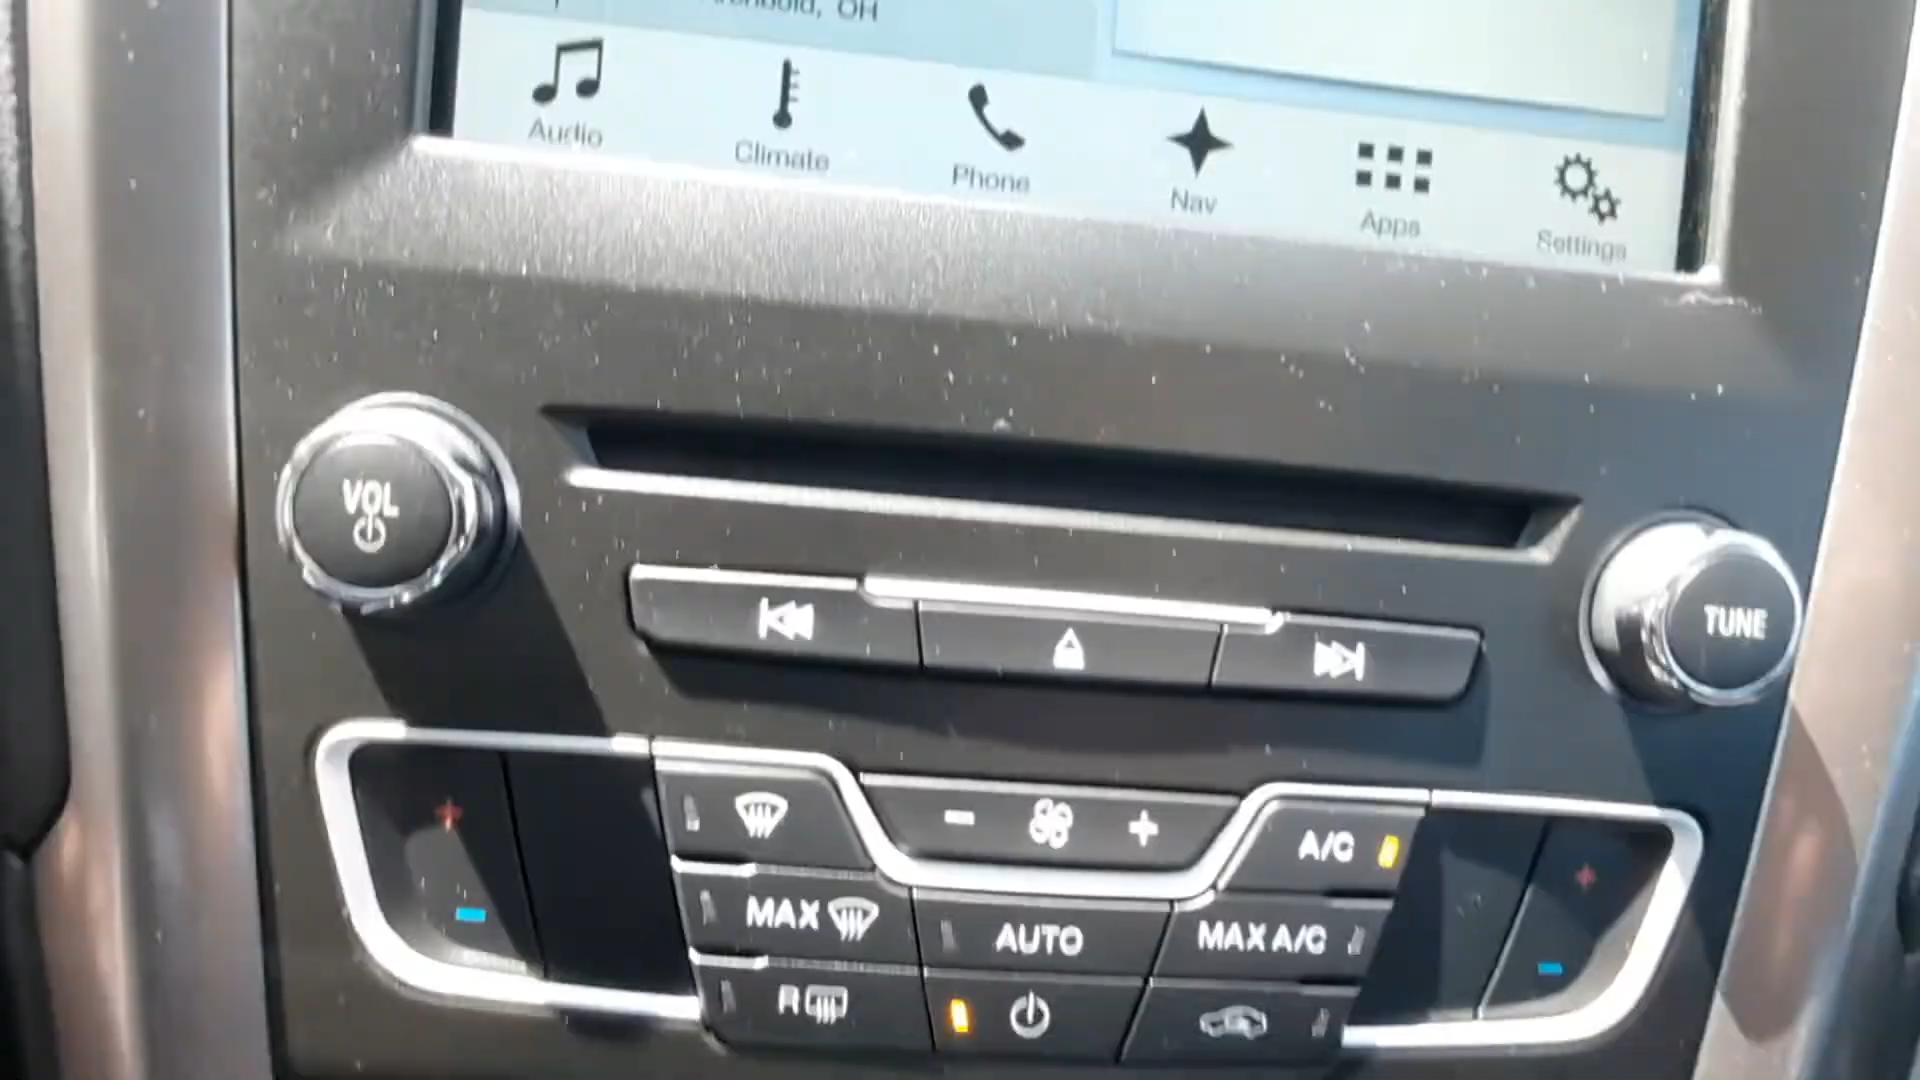 OH
Audio
Climate
Phone
Nav
Apps
Settings
VOL
TUNE
A/C
MAX
AUTO
MAX A/C
R